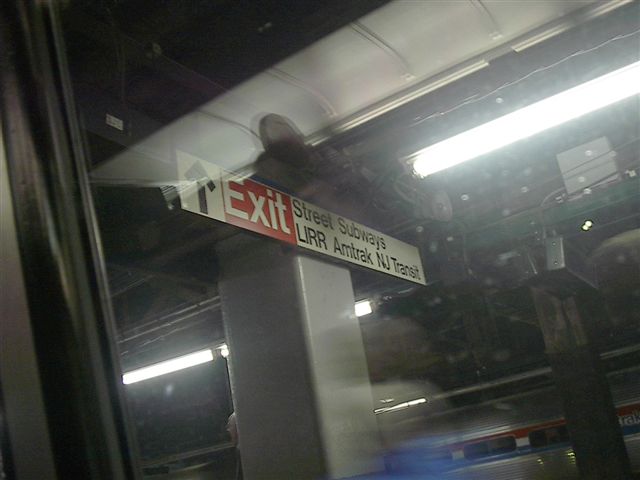 Exit
Street Subways
LIRR Amtrak NJ Transit